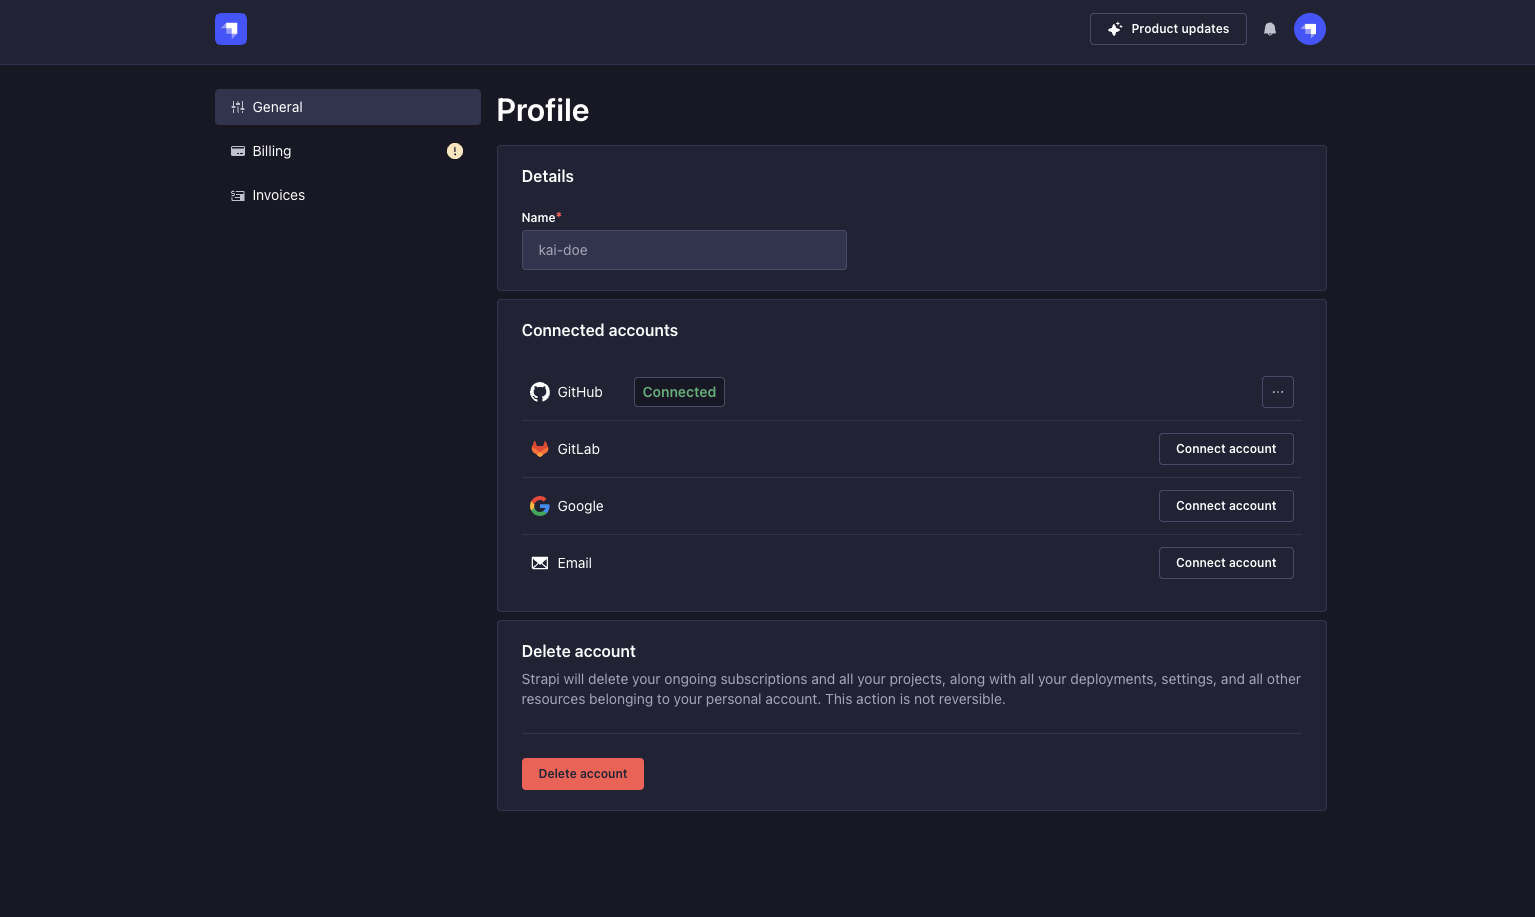 Product updates
General
Billing
Invoices
Profile
Details
Name*
kai-doe
Connected accounts
GitHub Connected ...
GitLab Connect account
Google Connect account
Email Connect account
Delete account
Strapi will delete your ongoing subscriptions and all your projects, along with all your deployments, settings, and all other
resources belonging to your personal account. This action is not reversible.
Delete account